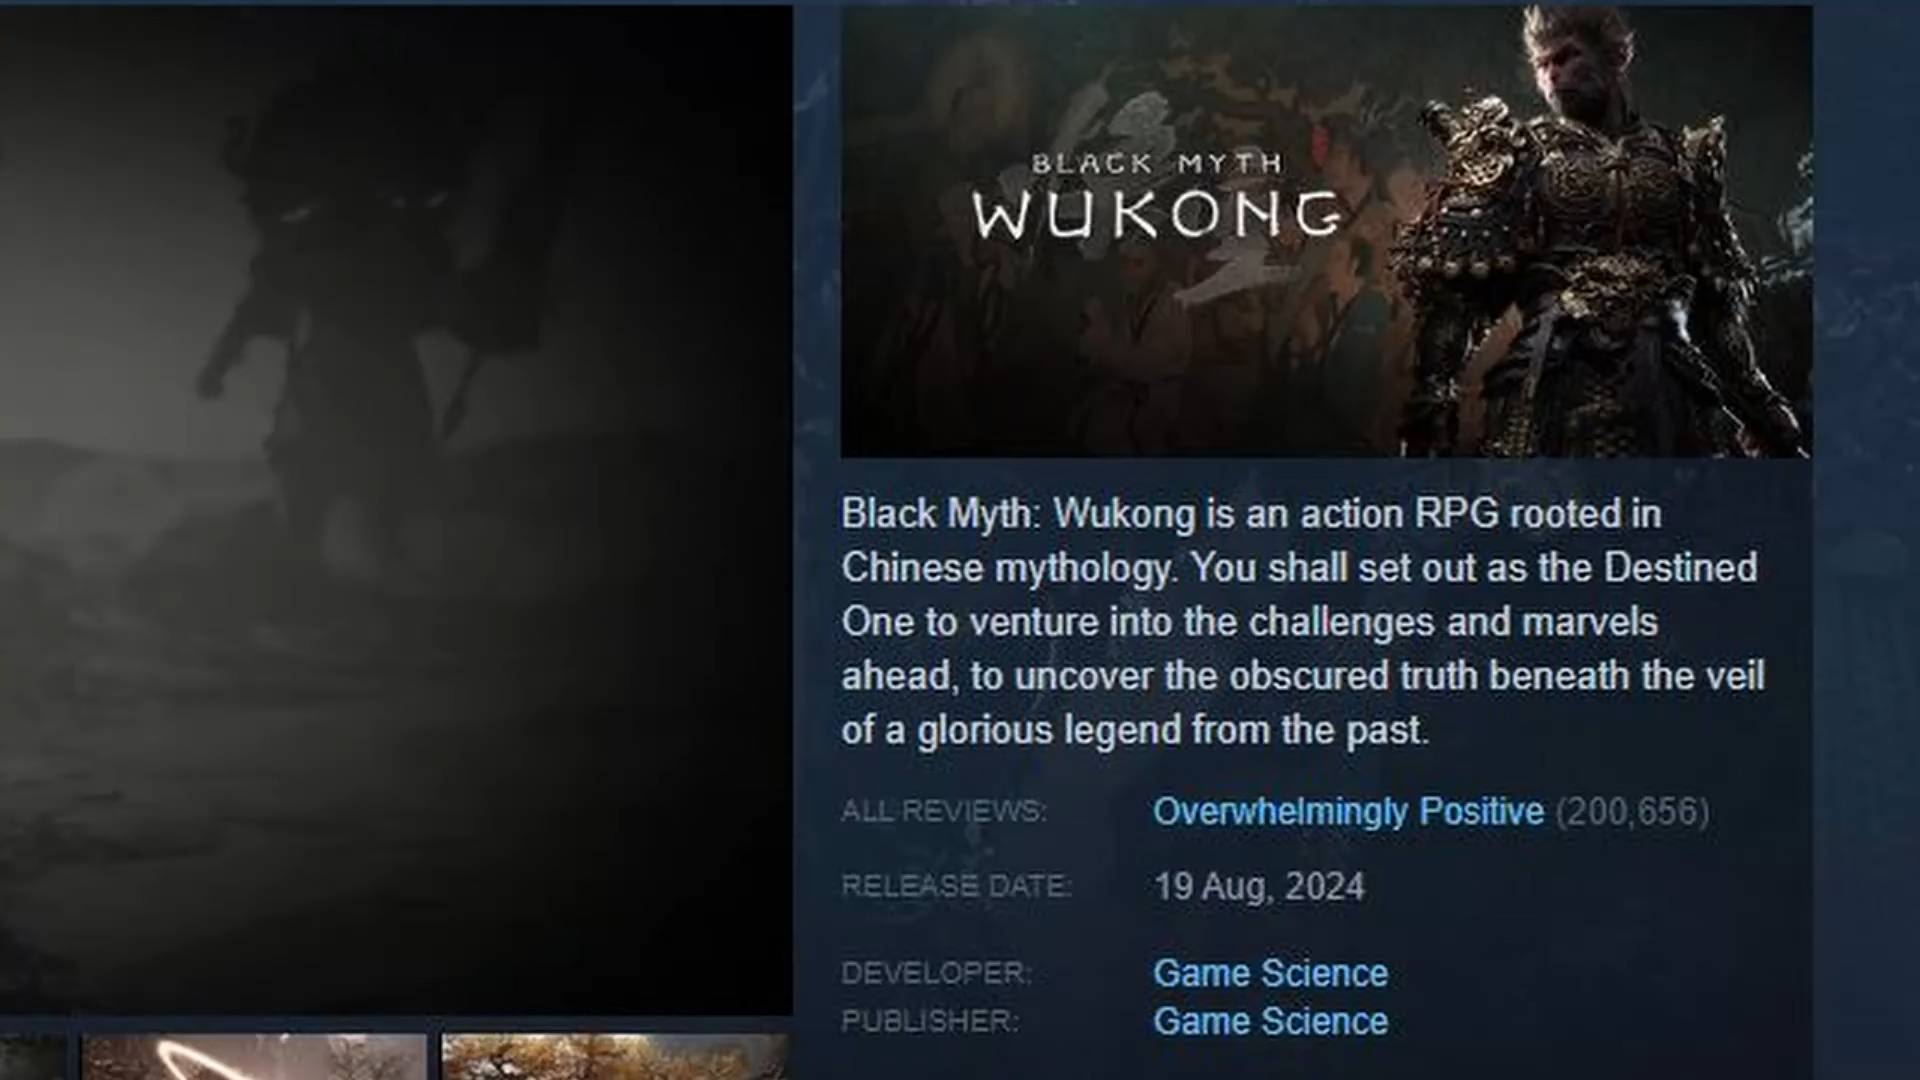 BLACK MYTH
WUKONG
Black Myth: Wukong is an action RPG rooted in
Chinese mythology. You shall set out as the Destined
One to venture into the challenges and marvels
ahead, to uncover the obscured truth beneath the veil
of a glorious legend from the past.
ALL REVIEWS: Overwhelmingly Positive (200,656)
RELEASE DATE: 19 Aug, 2024
DEVELOPER: Game Science
PUBLISHER: Game Science